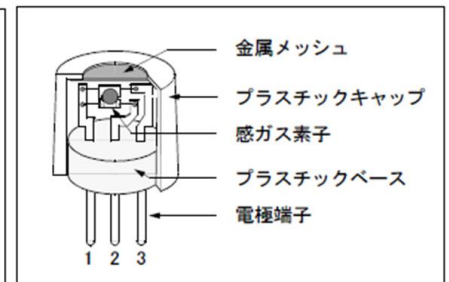 金属メッシュ
プラスチックキャップ
感ガス素子
プラスチックベース
電極端子
1 2 3